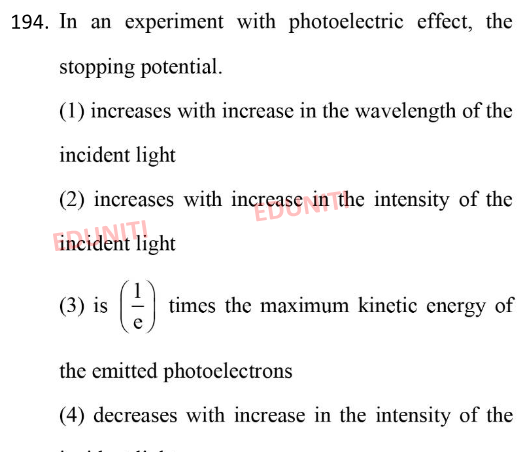 194. In an experiment with photoelectric effect, the
stopping potential.
(1) increases with increase in the wavelength of the
incident light
(2) increases with increase in the intensity of the
EDUNITI
incident light
EDUNITI
(3) is (1/e) times the maximum kinetic energy of
the emitted photoelectrons
(4) decreases with increase in the intensity of the